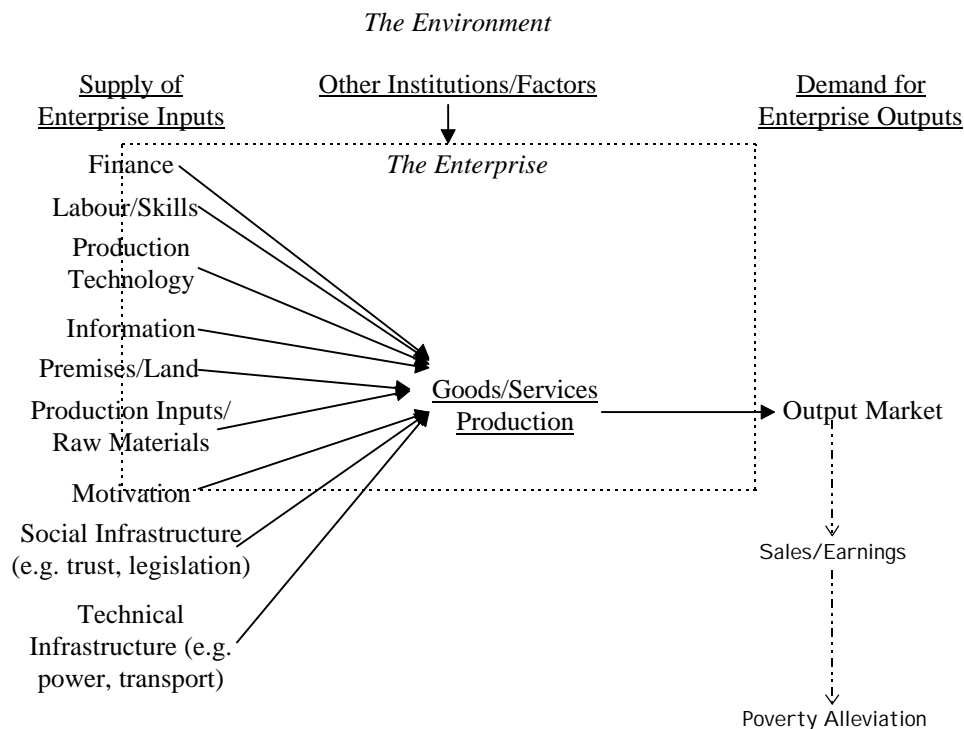 The Environment
Supply of
Enterprise Inputs
Other Institutions/Factors
Demand for
Enterprise Outputs
The Enterprise
Finance
Labour/Skills
Production
Technology
Information
Premises/Land
Production Inputs/
Raw Materials
Motivation
Social Infrastructure
(e.g. trust, legislation)
Technical
Infrastructure (e.g.
power, transport)
Goods/Services
Production
Output Market
Sales/Earnings
Poverty Alleviation